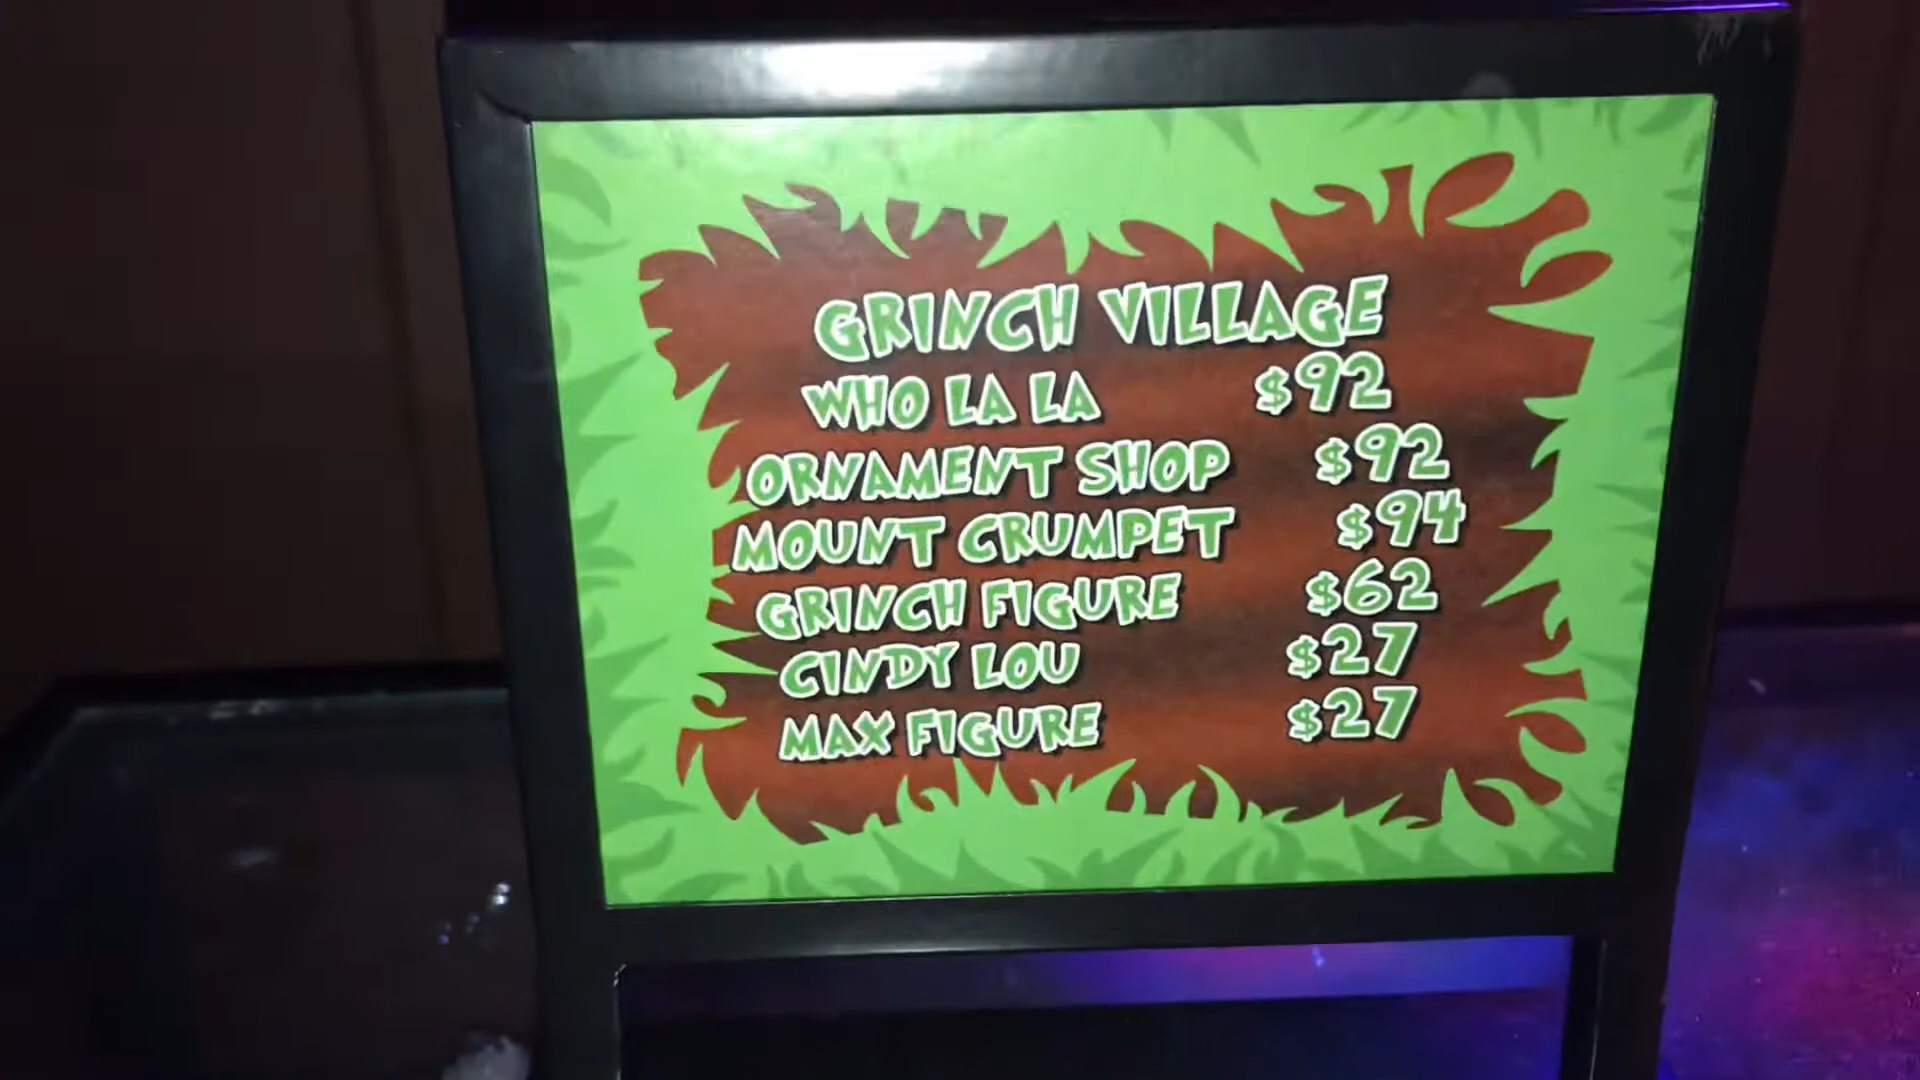 GRINCH VILLAGE
WHO LA LA $92
ORNAMENT SHOP $92
MOUNT CRUMPET $94
GRINCH FIGURE $62
CINDY LOU $27
MAX FIGURE $27